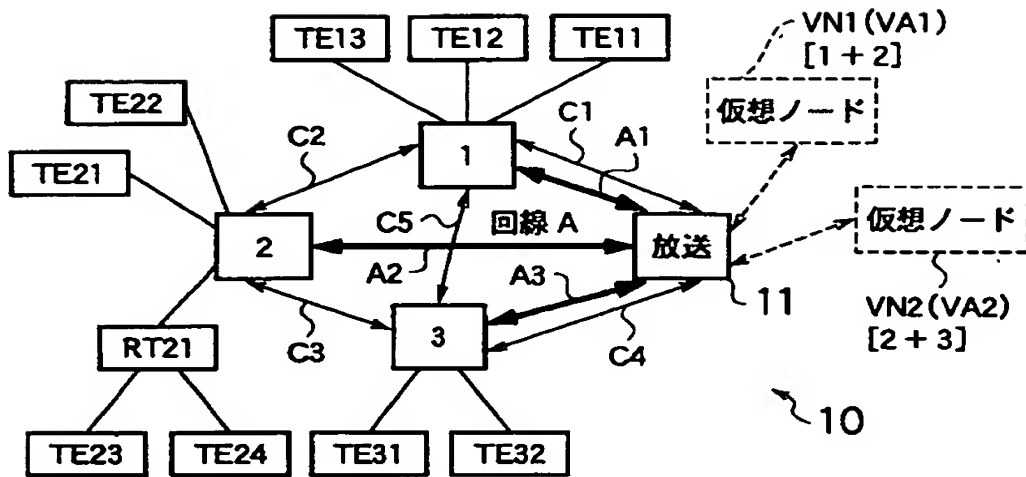 TE13
TE12
TE11
VN1(VA1)
[1+2]
仮想ノード
TE22
TE21
C2
1
C1
A1
C5
回線 A
2
A2
放送
仮想ノード
A3
11
VN2(VA2)
[2+3]
RT21
C3
3
C4
10
TE23
TE24
TE31
TE32